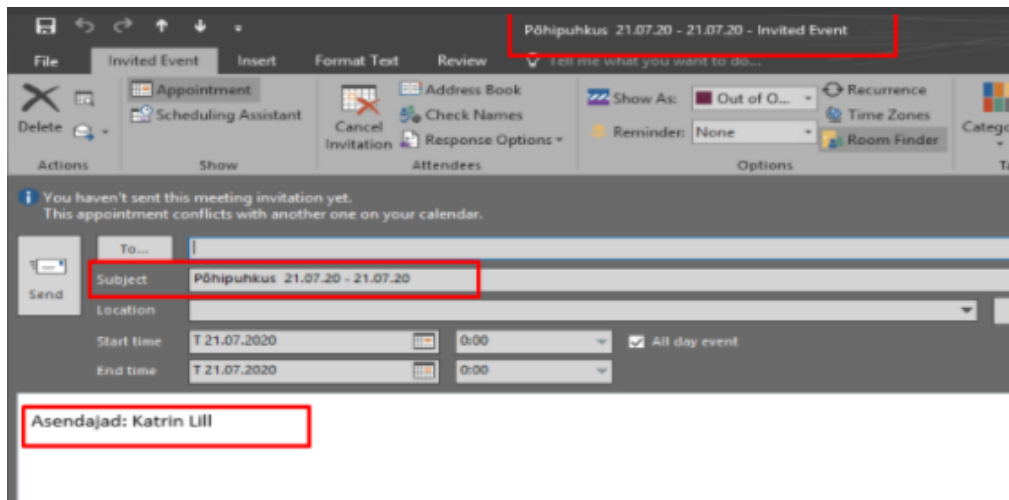 Põhipuhkus 21.07.20 - 21.07.20 - Invited Event
File Invited Event Insert Format Text Review Tell me what you want to do...
Delete
Actions
Appointment
Scheduling Assistant
Show
Cancel Invitation
Address Book
Check Names
Response Options
Attendees
Show As: Out of O...
Reminder: None
Recurrence
Time Zones
Room Finder
Options
You haven't sent this meeting invitation yet.
This appointment conflicts with another one on your calendar.
Send
To...
Subject Põhipuhkus 21.07.20 - 21.07.20
Location
Start time T 21.07.2020 0:00 All day event
End time T 21.07.2020 0:00
Asendajad: Katrin Lill